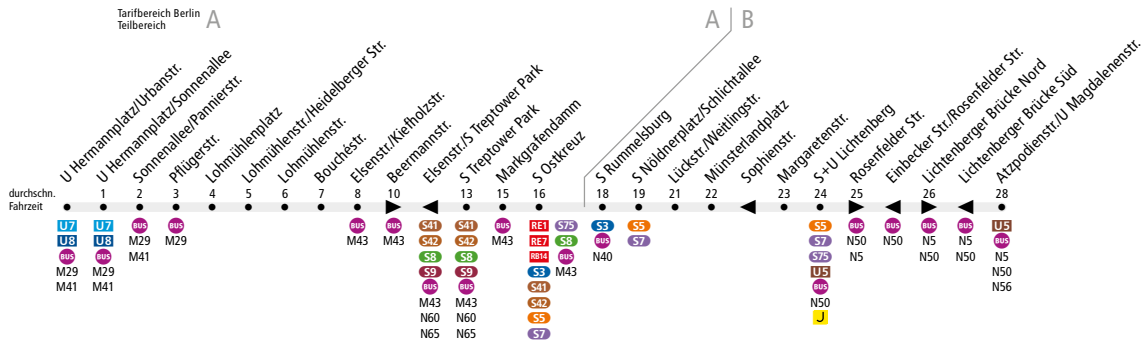 Tarifbereich Berlin
Teilbereich
A
A
B
U Hermannplatz/Urbanstr.
U Hermannplatz/Sonnenallee
Sonnenallee/Pannierstr.
Pflügerstr.
Lohmühlenplatz
Lohmühlenstr./Heidelberger Str.
Lohmühlenstr.
Bouchéstr.
Elsenstr./Kiefholzstr.
Beermannstr.
Elsenstr./S Treptower Park
S Treptower Park
Markgrafendamm
S Ostkreuz
S Rummelsburg
S Nöldnerplatz/Schlichtallee
Lückstr./Weitlingstr.
Münsterlandplatz
Sophienstr.
Margaretenstr.
S+U Lichtenberg
Rosenfelder Str.
Einbecker Str./Rosenfelder Str.
Lichtenberger Brücke Nord
Lichtenberger Brücke Süd
Atzpodienstr./U Magdalenenstr.
durchschn.
Fahrzeit
1 2 3 4 5 6 7 8 10 13 15 16 18 19 21 22 23 24 25 26 28
U7
U8
BUS
M29
M41
U7
U8
BUS
M29
M41
BUS
M29
M41
BUS
M29
BUS
M43
BUS
M43
S41
S42
S8
S9
BUS
M43
N60
N65
S41
S42
S8
S9
BUS
M43
N60
N65
BUS
M43
RE1
RE7
RB14
S3
S41
S42
S5
S7
S75
S8
BUS
M43
S3
BUS
N40
S5
S7
S5
S7
S75
U5
BUS
N50
BUS
N50
N5
BUS
N50
BUS
N5
N50
BUS
N5
N50
U5
BUS
N5
N50
N56